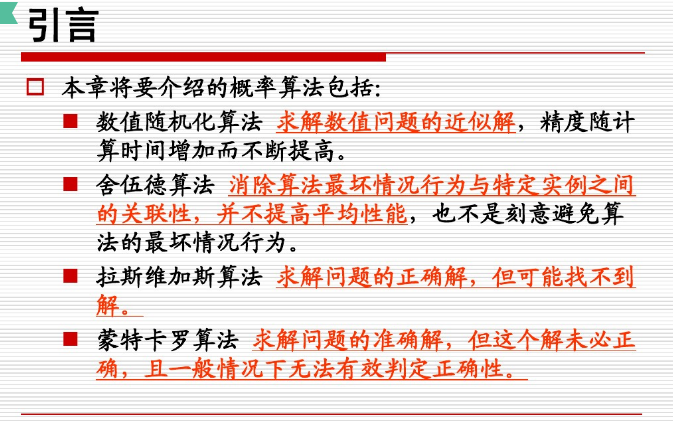 引言
本章将要介绍的概率算法包括:
数值随机化算法 求解数值问题的近似解，精度随计
算时间增加而不断提高。
舍伍德算法 消除算法最坏情况行为与特定实例之间
的关联性，并不提高平均性能，也不是刻意避免算
法的最坏情况行为。
拉斯维加斯算法 求解问题的正确解，但可能找不到
解。
蒙特卡罗算法 求解问题的准确解，但这个解未必正
确，且一般情况下无法有效判定正确性。